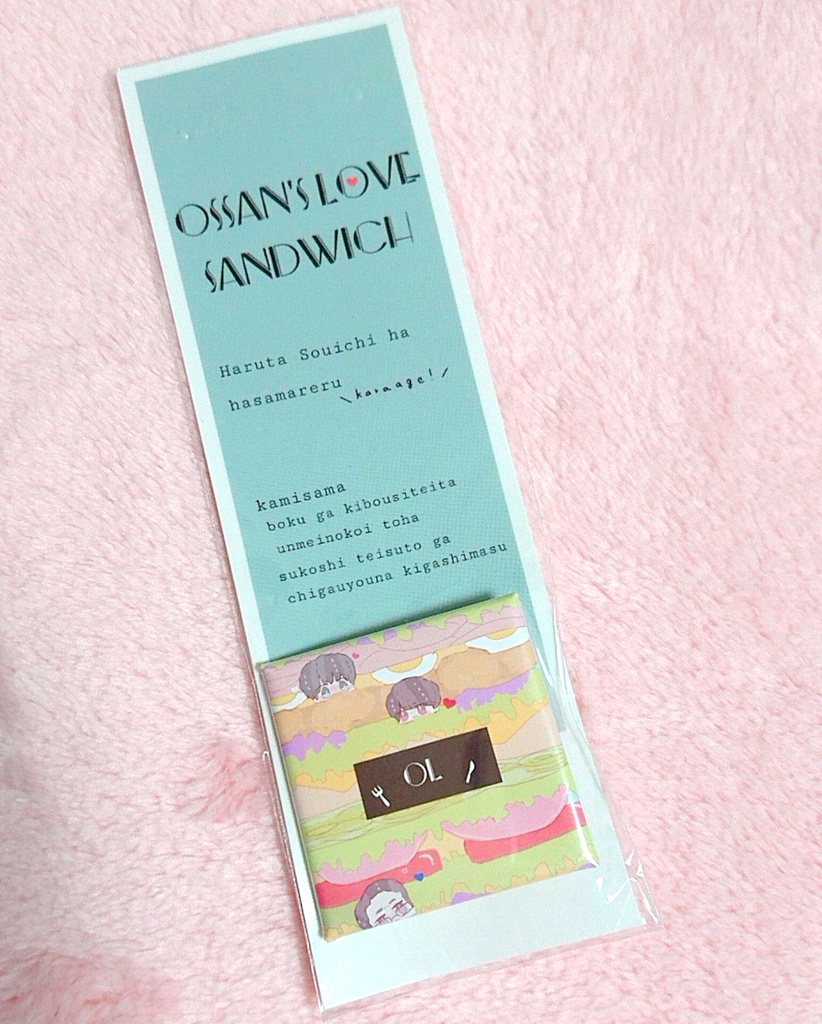 OSSAN'S LOVE
SANDWICH
Haruta Souichi ha
hasamareru
\ karaage! /
kamisama
boku ga kibousiteita
unmeinokoi toha
sukoshi teisuto ga
chigauyouna kigashimasu
OL